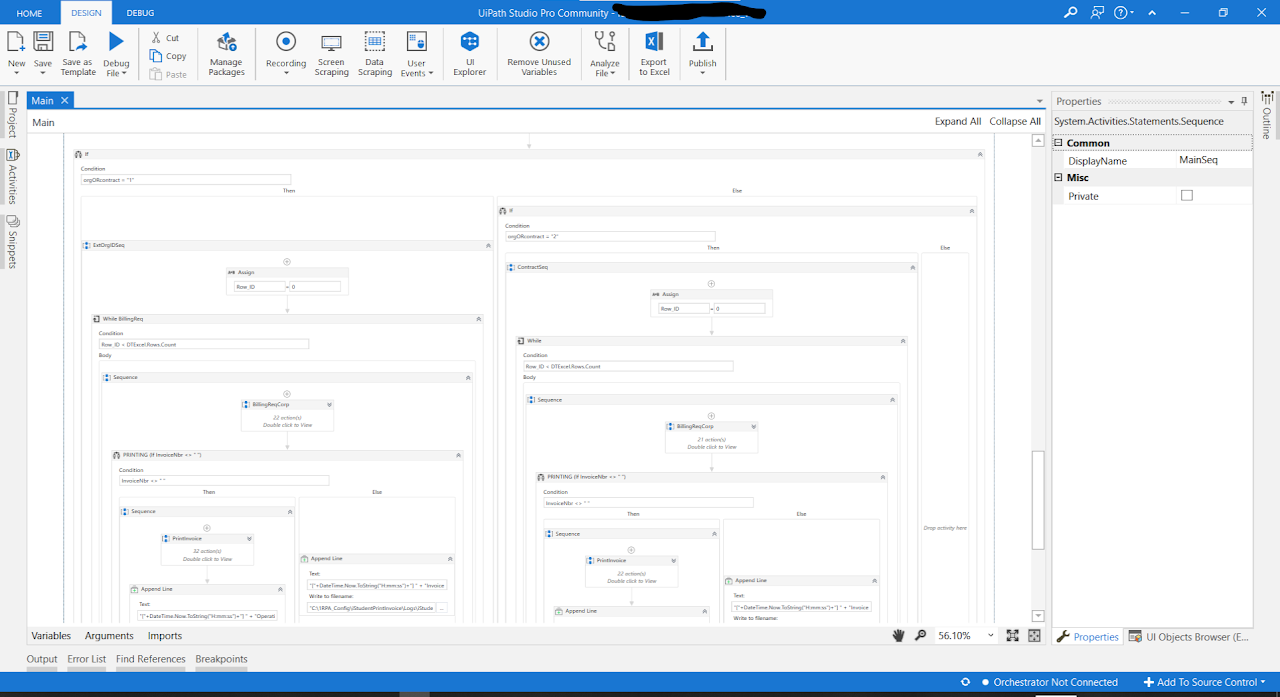 HOME DESIGN DEBUG UiPath Studio Pro Community -
New Save Save as Template Debug File Cut Copy Paste Manage Packages Recording Screen Scraping Data Scraping User Events UI Explorer Remove Unused Variables Analyze File Export to Excel Publish
Project
Activities
Snippets
Main
Main Expand All Collapse All
If
Condition
orgORcontract = "1"
Then Else
ExtOrgIDSeq
Assign
Row_ID = 0
While BillingReq
Condition
Row_ID < DTExcel.Rows.Count
Body
Sequence
BillingReqCorp
22 action(s)
Double click to View
PRINTING (If InvoiceNbr <> " ")
Condition
InvoiceNbr <> " "
Then Else
Sequence
PrintInvoice
32 action(s)
Double click to View
Append Line
Text:
"["+DateTime.Now.ToString("H:mm:ss")+"] " + "Operati
Append Line
Text:
"["+DateTime.Now.ToString("H:mm:ss")+"] " + "Invoice
Write to filename:
"C:\1RPA_Config\iStudentPrintInvoice\Logs\iStude ...
If
Condition
orgORcontract = "2"
Then Else
ContractSeq
Assign
Row_ID = 0
While
Condition
Row_ID < DTExcel.Rows.Count
Body
Sequence
BillingReqCorp
21 action(s)
Double click to View
PRINTING (If InvoiceNbr <> " ")
Condition
InvoiceNbr <> " "
Then Else
Sequence
PrintInvoice
22 action(s)
Double click to View
Append Line
Append Line
Text:
"["+DateTime.Now.ToString("H:mm:ss")+"] " + "Invoice
Write to filename:
Drop activity here
Variables Arguments Imports 56.10%
Output Error List Find References Breakpoints
Properties
System.Activities.Statements.Sequence
Common
DisplayName MainSeq
Misc
Private
Outline
Properties UI Objects Browser (E...
Orchestrator Not Connected Add To Source Control